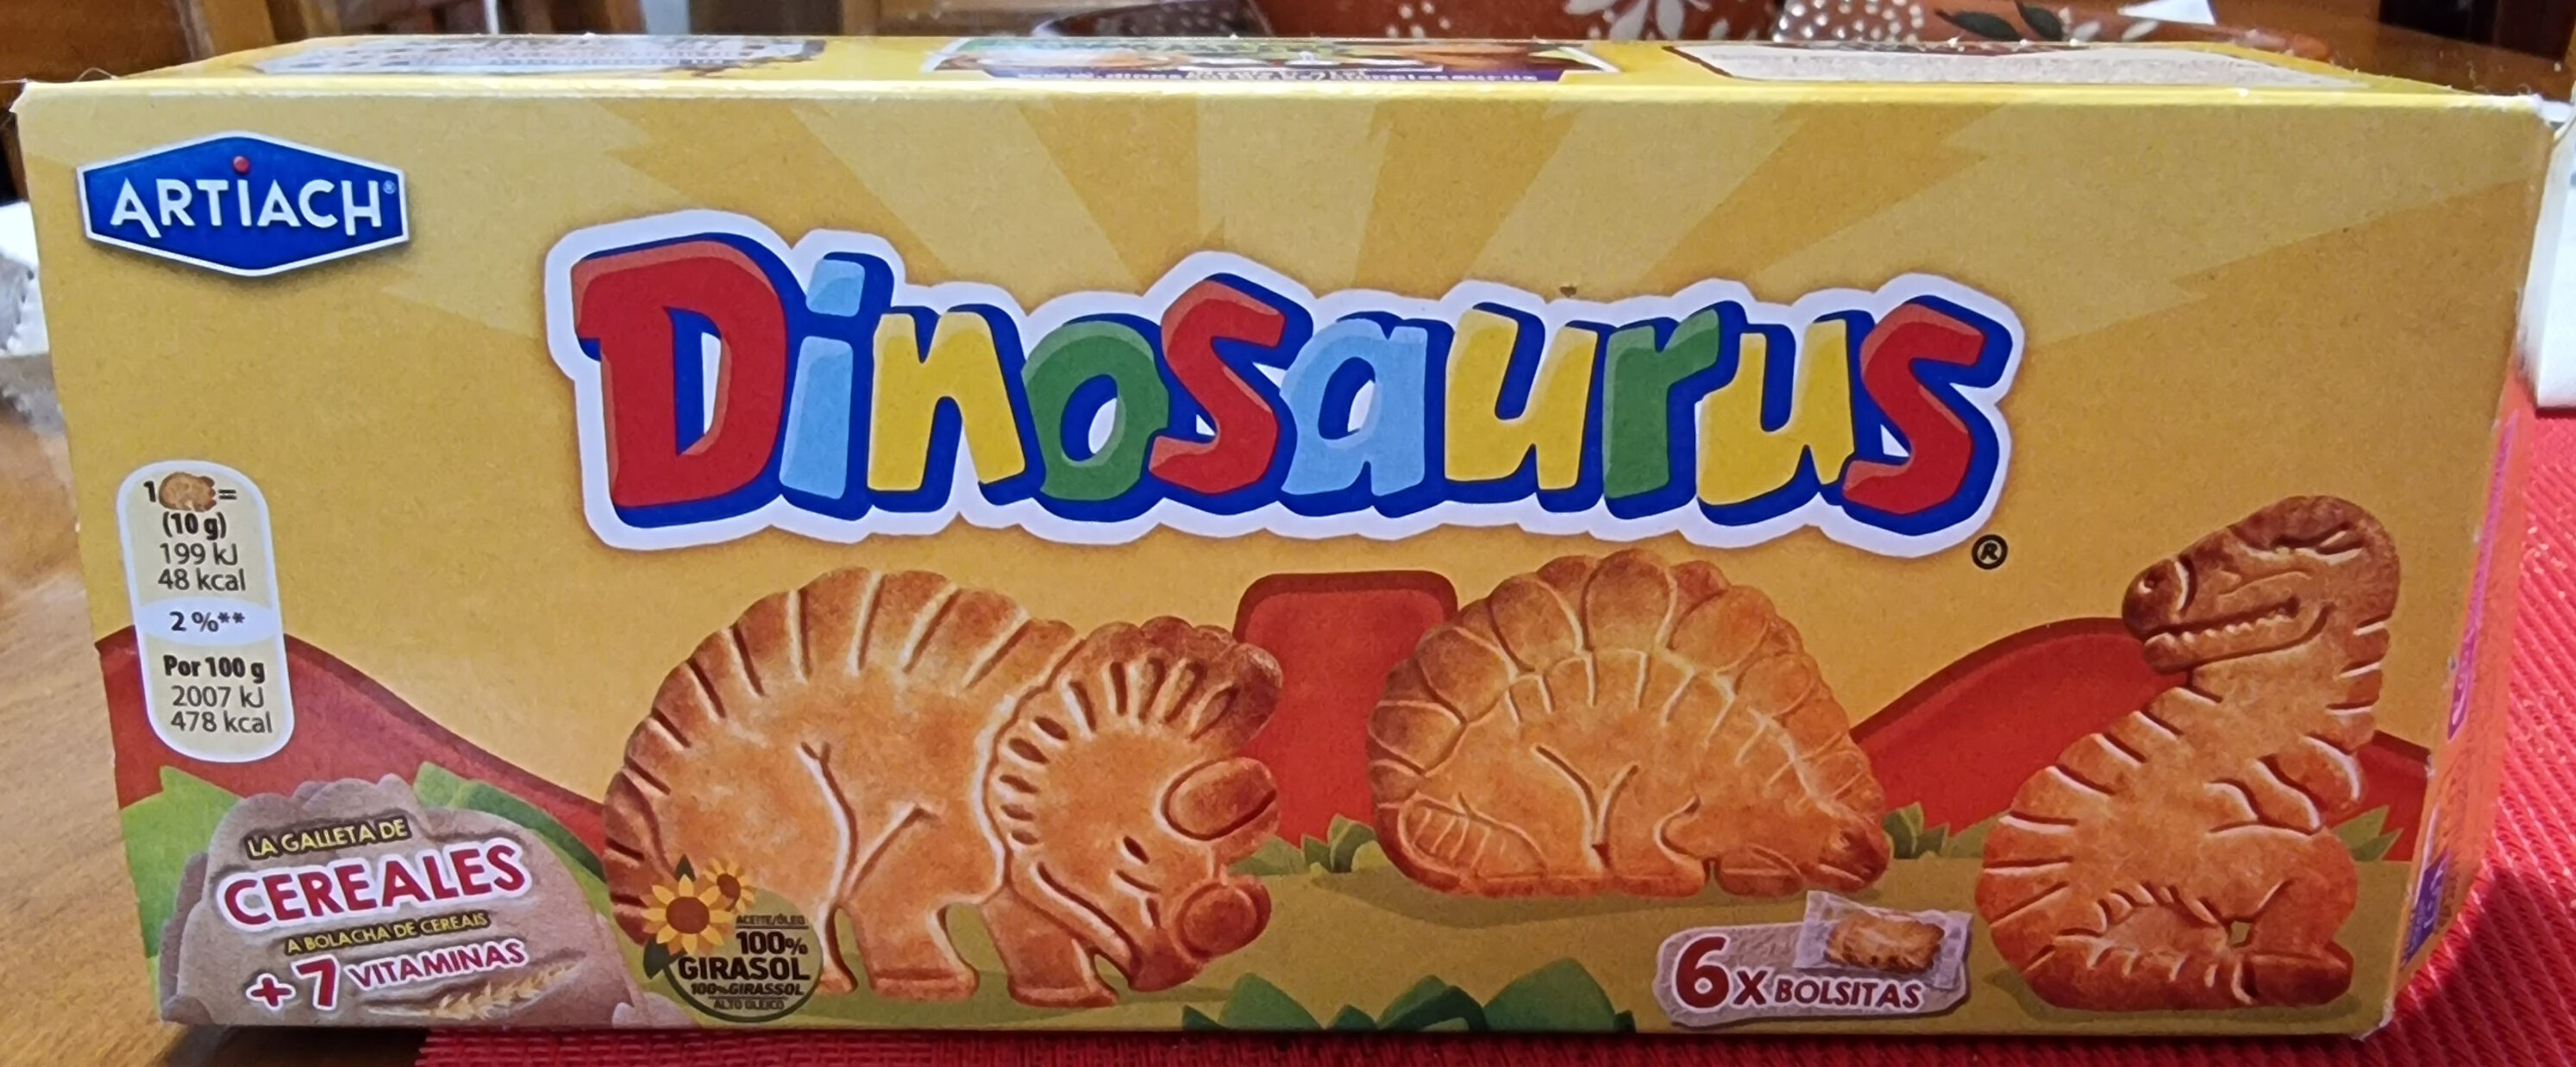 ARTIACH®
Dinosaurus®
1 =
(10 g)
199 kJ
48 kcal
2 %**
Por 100 g
2007 kJ
478 kcal
LA GALLETA DE
CEREALES
A BOLACHA DE CEREAIS
+ 7 VITAMINAS
ACEITE/ÓLEO
100%
GIRASOL
100% GIRASSOL
ALTO OLEICO
6x BOLSITAS